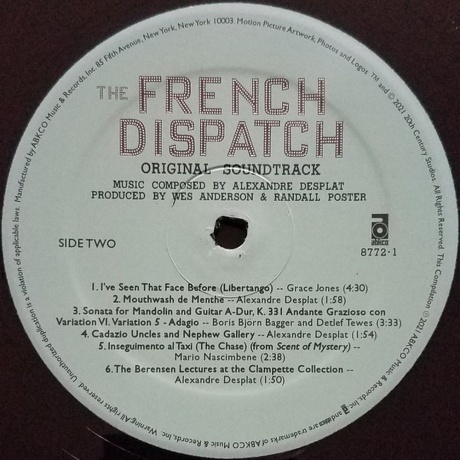 THE FRENCH
DISPATCH
ORIGINAL SOUNDTRACK
MUSIC COMPOSED BY ALEXANDRE DESPLAT
PRODUCED BY WES ANDERSON & RANDALL POSTER
SIDE TWO
abkco
8772-1
1. I've Seen That Face Before (Libertango) -- Grace Jones (4:30)
2. Mouthwash de Menthe -- Alexandre Desplat (1:58)
3. Sonata for Mandolin and Guitar A-Dur, K. 331 Andante Grazioso con
Variation VI. Variation 5 - Adagio -- Boris Björn Bagger and Detlef Tewes (3:33)
4. Cadazio Uncles and Nephew Gallery -- Alexandre Desplat (1:54)
5. Inseguimento al Taxi (The Chase) (from Scent of Mystery) --
Mario Nascimbene (2:38)
6. The Berensen Lectures at the Clampette Collection --
Alexandre Desplat (1:50)
Manufactured by ABKCO Music & Records, Inc. 85 Fifth Avenue, New York, New York 10003. Motion Picture Artwork, Photos and Logos, TM and © 2021 20th Century Studios. All Rights Reserved. This Compilation ℗ 2021 ABKCO Music & Records, Inc. and are trademarks of ABKCO Music & Records, Inc. Warning: All rights reserved. Unauthorized duplication is a violation of applicable laws.